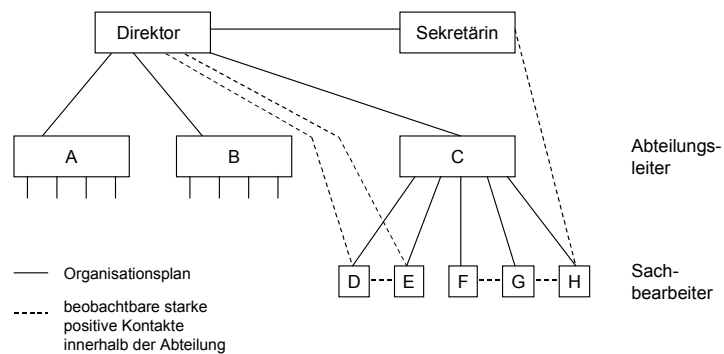 Direktor
Sekretärin
A
B
C
Abteilungs-
leiter
D
E
F
G
H
Sach-
bearbeiter
Organisationsplan
beobachtbare starke
positive Kontakte
innerhalb der Abteilung